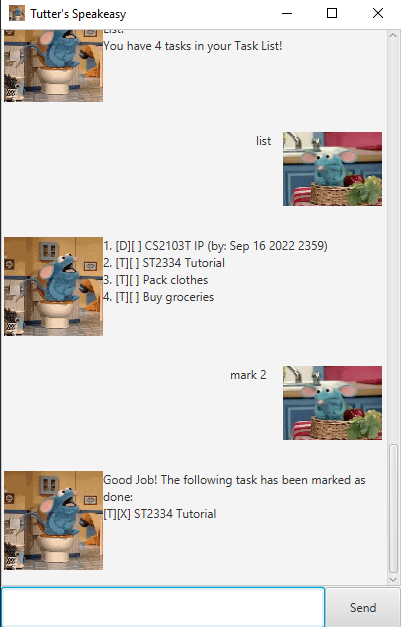 Tutter's Speakeasy
List!
You have 4 tasks in your Task List!
list
1. [D][ ] CS2103T IP (by: Sep 16 2022 2359)
2. [T][ ] ST2334 Tutorial
3. [T][ ] Pack clothes
4. [T][ ] Buy groceries
mark 2
Good Job! The following task has been marked as
done:
[T][X] ST2334 Tutorial
Send